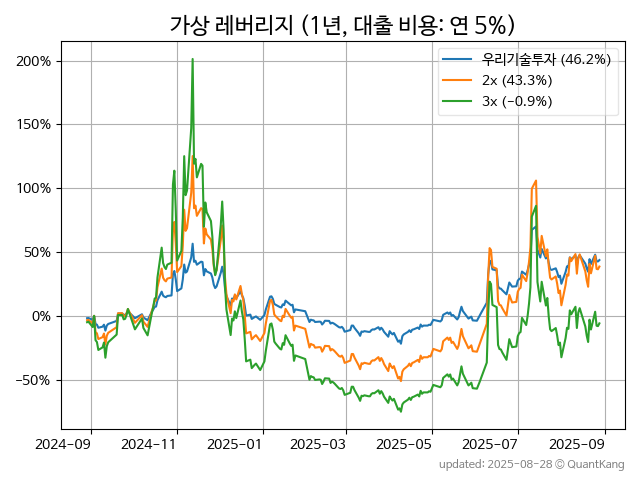 가상 레버리지 (1년, 대출 비용: 연 5%)
우리기술투자 (46.2%)
2x (43.3%)
3x (−0.9%)
200%
150%
100%
50%
0%
−50%
2024-09 2024-11 2025-01 2025-03 2025-05 2025-07 2025-09
updated: 2025-08-28 © QuantKang